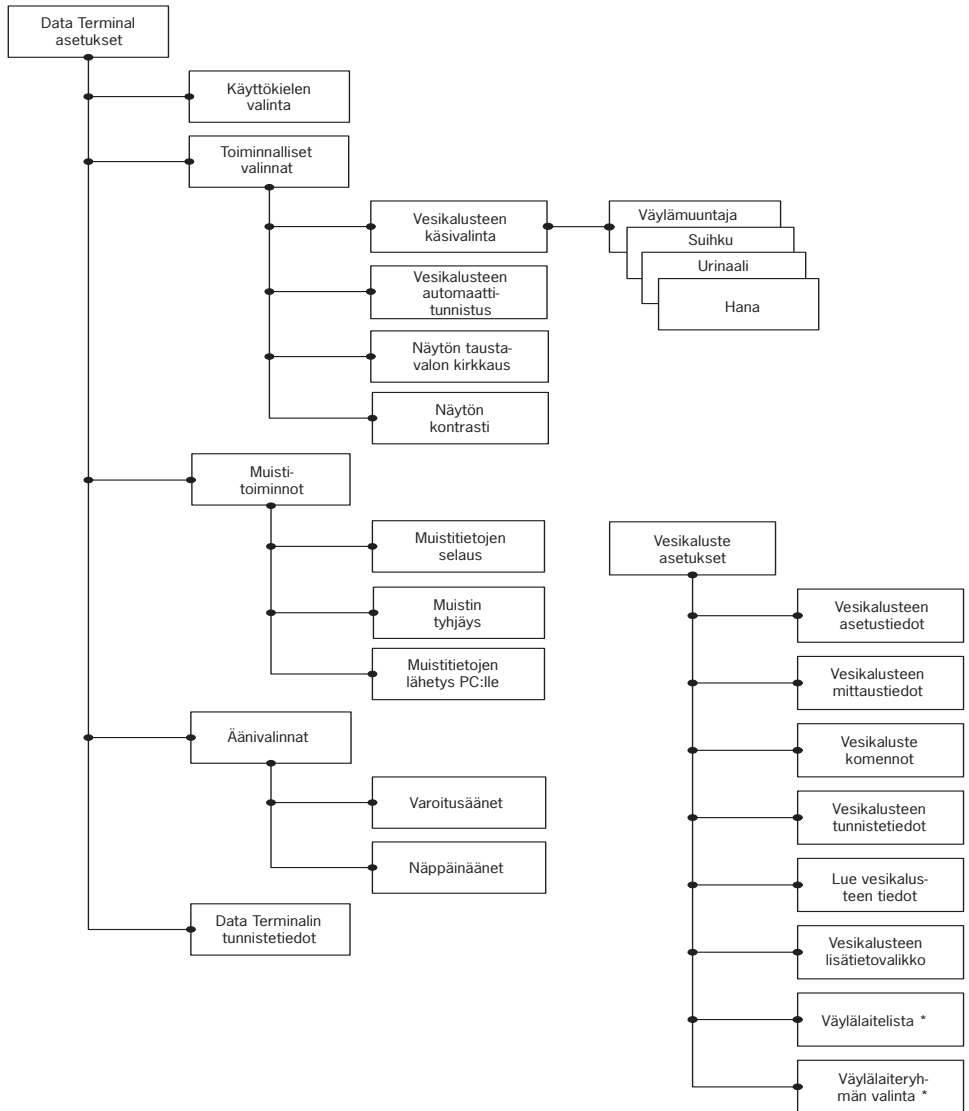 Data Terminal
asetukset
Käyttökielen
valinta
Toiminnalliset
valinnat
Vesikalusteen
käsivalinta
Väylämuuntaja
Suihku
Urinaali
Hana
Vesikalusteen
automaatti-
tunnistus
Näytön tausta-
valon kirkkaus
Näytön
kontrasti
Muisti-
toiminnot
Muistitietojen
selaus
Muistin
tyhjäys
Muistitietojen
lähetys PC:lle
Äänivalinnat
Varoitusäänet
Näppäinäänet
Data Terminalin
tunnistetiedot
Vesikaluste
asetukset
Vesikalusteen
asetustiedot
Vesikalusteen
mittaustiedot
Vesikaluste
komennot
Vesikalusteen
tunnistetiedot
Lue vesikalus-
teen tiedot
Vesikalusteen
lisätietovalikko
Väylälaitelista *
Väylälaiteryh-
män valinta *